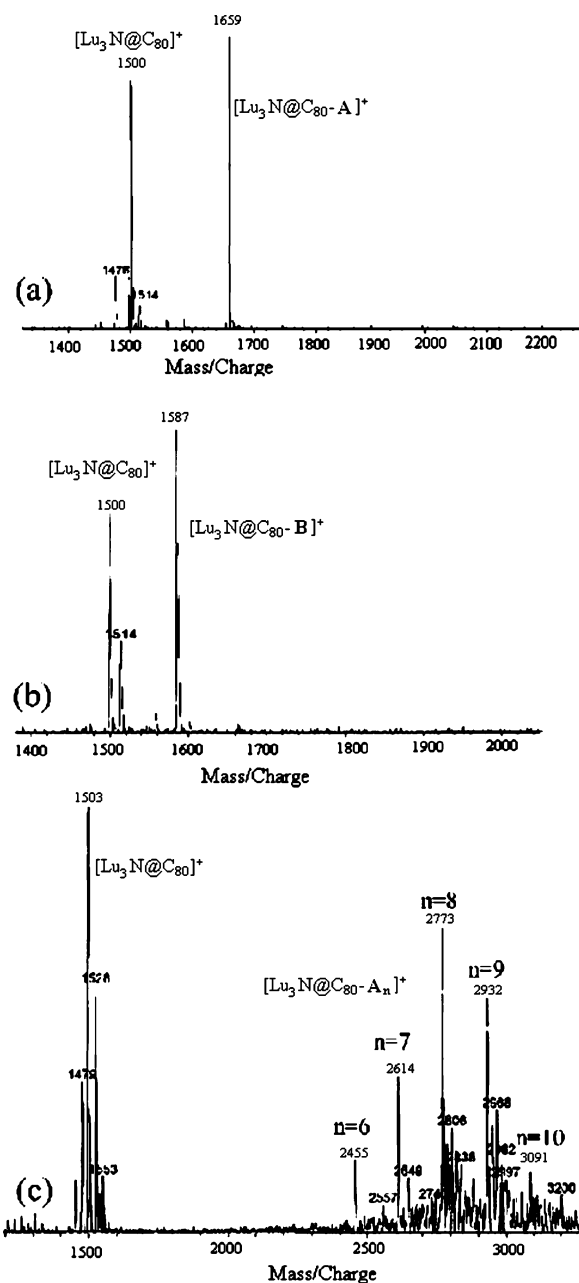 1659
[Lu₃N@C₈₀]⁺
1500
[Lu₃N@C₈₀-A]⁺
(a)
1400 1500 1600 1700 1800 1900 2000 2100 2200
Mass/Charge
1587
[Lu₃N@C₈₀]⁺
1500
[Lu₃N@C₈₀-B]⁺
(b)
1400 1500 1600 1700 1800 1900 2000
Mass/Charge
1503
[Lu₃N@C₈₀]⁺
n=8
2773
n=9
2932
[Lu₃N@C₈₀-Aₙ]⁺
n=7
2614
n=6
2455
n=10
3091
2806
2557
3200
(c)
1500 2000 2500 3000
Mass/Charge